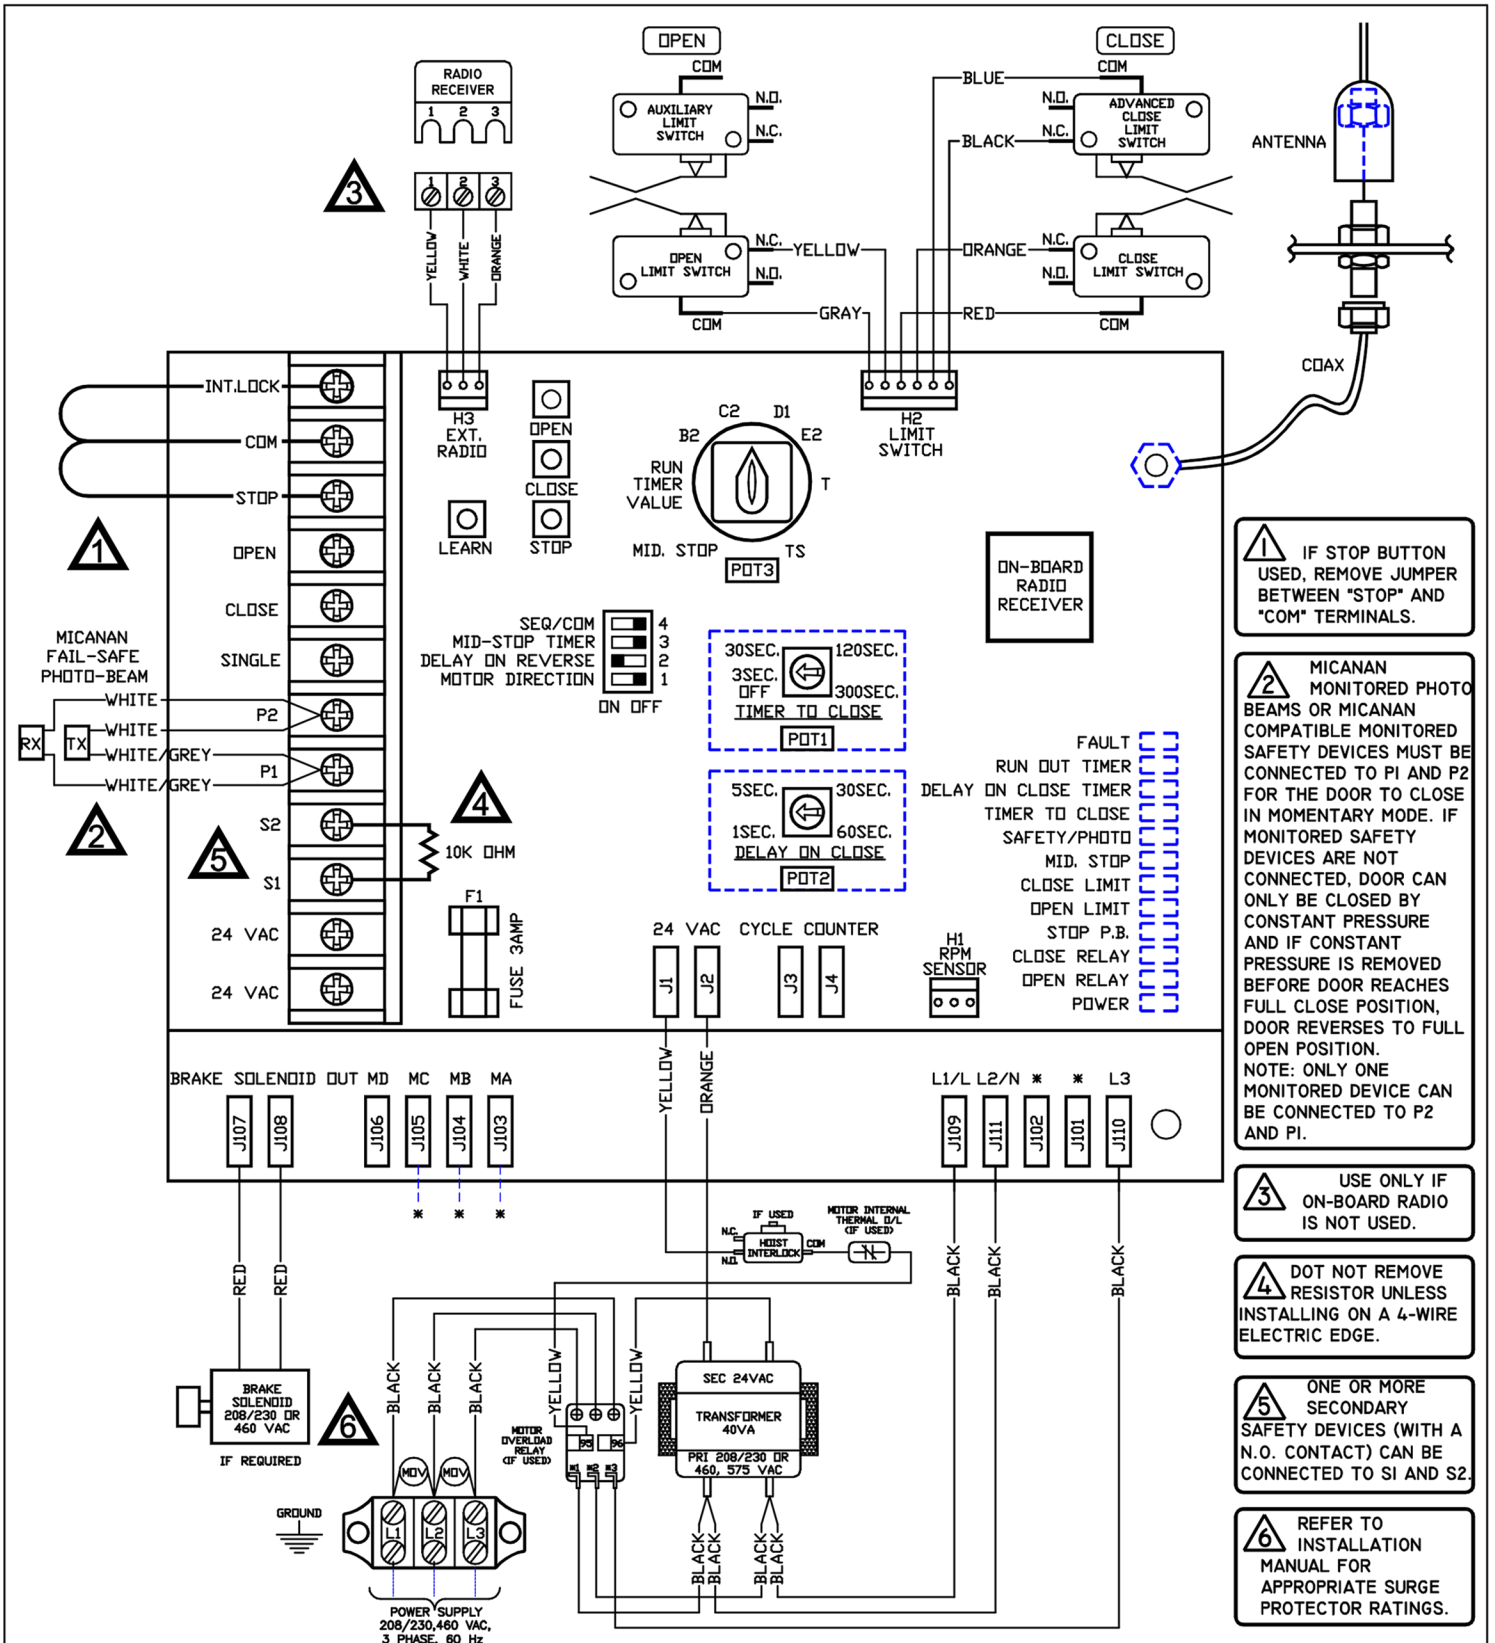 OPEN
CLOSE
RADIO
RECEIVER
1 2 3
1 2 3
3
YELLOW
WHITE
ORANGE
COM
AUXILIARY
LIMIT
SWITCH
N.O.
N.C.
OPEN
LIMIT SWITCH
N.C.
N.O.
COM
YELLOW
GRAY
BLUE
BLACK
ORANGE
RED
COM
N.O.
N.C.
ADVANCED
CLOSE
LIMIT
SWITCH
N.C.
N.O.
CLOSE
LIMIT SWITCH
COM
ANTENNA
COAX
INT.LOCK
COM
STOP
OPEN
CLOSE
SINGLE
P2
P1
S2
S1
24 VAC
24 VAC
1
MICANAN
FAIL-SAFE
PHOTO-BEAM
WHITE
WHITE
WHITE/GREY
WHITE/GREY
RX
TX
2
5
4
10K OHM
F1
FUSE 3AMP
H3
EXT.
RADIO
OPEN
CLOSE
STOP
LEARN
C2 D1
B2 E2
RUN
TIMER
VALUE
T
MID. STOP
TS
POT3
H2
LIMIT
SWITCH
SEQ/COM 4
MID-STOP TIMER 3
DELAY ON REVERSE 2
MOTOR DIRECTION 1
ON OFF
30SEC. 120SEC.
3SEC.
OFF 300SEC.
TIMER TO CLOSE
POT1
5SEC. 30SEC.
1SEC. 60SEC.
DELAY ON CLOSE
POT2
ON-BOARD
RADIO
RECEIVER
FAULT
RUN OUT TIMER
DELAY ON CLOSE TIMER
TIMER TO CLOSE
SAFETY/PHOTO
MID. STOP
CLOSE LIMIT
OPEN LIMIT
STOP P.B.
CLOSE RELAY
OPEN RELAY
POWER
24 VAC
CYCLE COUNTER
J1
J2
J3
J4
H1
RPM
SENSOR
BRAKE SOLENOID OUT MD MC MB MA
J107
J108
J106
J105
J104
J103
* * *
L1/L L2/N * * L3
J109
J111
J102
J101
J110
YELLOW
ORANGE
RED
RED
BRAKE
SOLENOID
208/230 OR
460 VAC
IF REQUIRED
6
IF USED
N.C.
N.O.
HOIST
INTERLOCK
COM
MOTOR INTERNAL
THERMAL O/L
(IF USED)
BLACK
BLACK
BLACK
BLACK
BLACK
BLACK
YELLOW
YELLOW
MOTOR
OVERLOAD
RELAY
(IF USED)
95
96
*1 *2 *3
SEC 24VAC
TRANSFORMER
40VA
PRI 208/230 OR
460, 575 VAC
BLACK
BLACK
BLACK
BLACK
MOV
MOV
GROUND
L1 L2 L3
POWER SUPPLY
208/230,460 VAC,
3 PHASE, 60 Hz
1 IF STOP BUTTON
USED, REMOVE JUMPER
BETWEEN "STOP" AND
"COM" TERMINALS.
2 MICANAN
MONITORED PHOTO
BEAMS OR MICANAN
COMPATIBLE MONITORED
SAFETY DEVICES MUST BE
CONNECTED TO P1 AND P2
FOR THE DOOR TO CLOSE
IN MOMENTARY MODE. IF
MONITORED SAFETY
DEVICES ARE NOT
CONNECTED, DOOR CAN
ONLY BE CLOSED BY
CONSTANT PRESSURE
AND IF CONSTANT
PRESSURE IS REMOVED
BEFORE DOOR REACHES
FULL CLOSE POSITION,
DOOR REVERSES TO FULL
OPEN POSITION.
NOTE: ONLY ONE
MONITORED DEVICE CAN
BE CONNECTED TO P2
AND P1.
3 USE ONLY IF
ON-BOARD RADIO
IS NOT USED.
4 DOT NOT REMOVE
RESISTOR UNLESS
INSTALLING ON A 4-WIRE
ELECTRIC EDGE.
5 ONE OR MORE
SECONDARY
SAFETY DEVICES (WITH A
N.O. CONTACT) CAN BE
CONNECTED TO S1 AND S2.
6 REFER TO
INSTALLATION
MANUAL FOR
APPROPRIATE SURGE
PROTECTOR RATINGS.